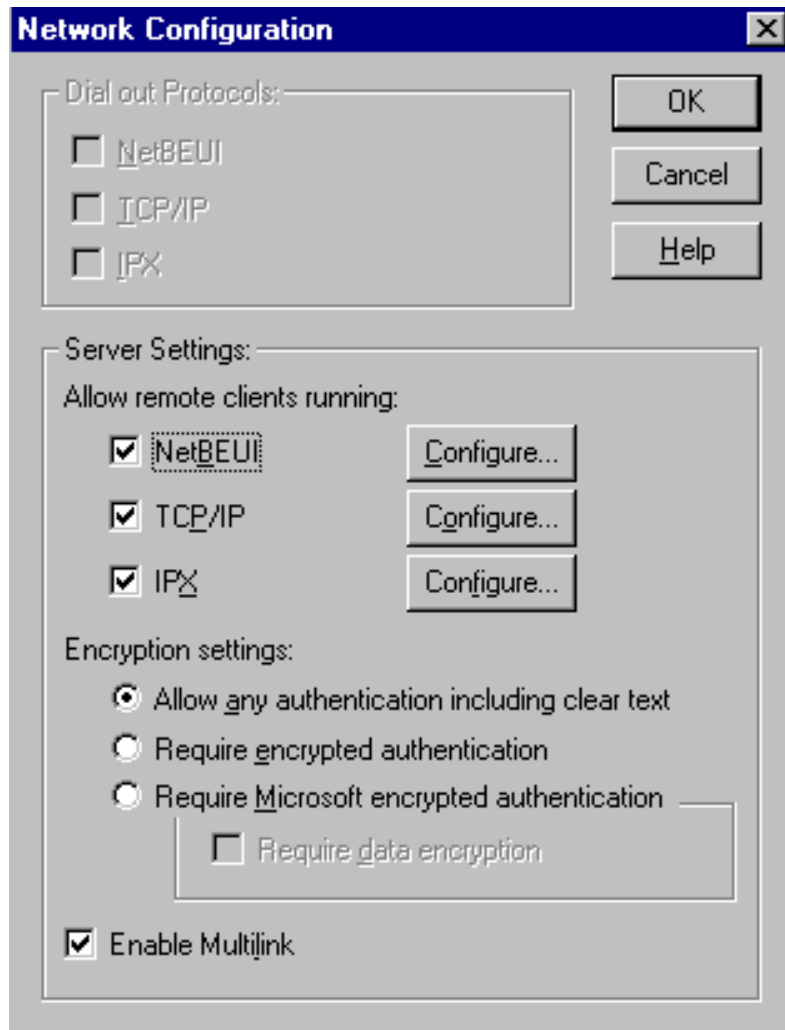 Network Configuration
Dial out Protocols:
NetBEUI
TCP/IP
IPX
OK
Cancel
Help
Server Settings:
Allow remote clients running:
NetBEUI Configure...
TCP/IP Configure...
IPX Configure...
Encryption settings:
Allow any authentication including clear text
Require encrypted authentication
Require Microsoft encrypted authentication
Require data encryption
Enable Multilink